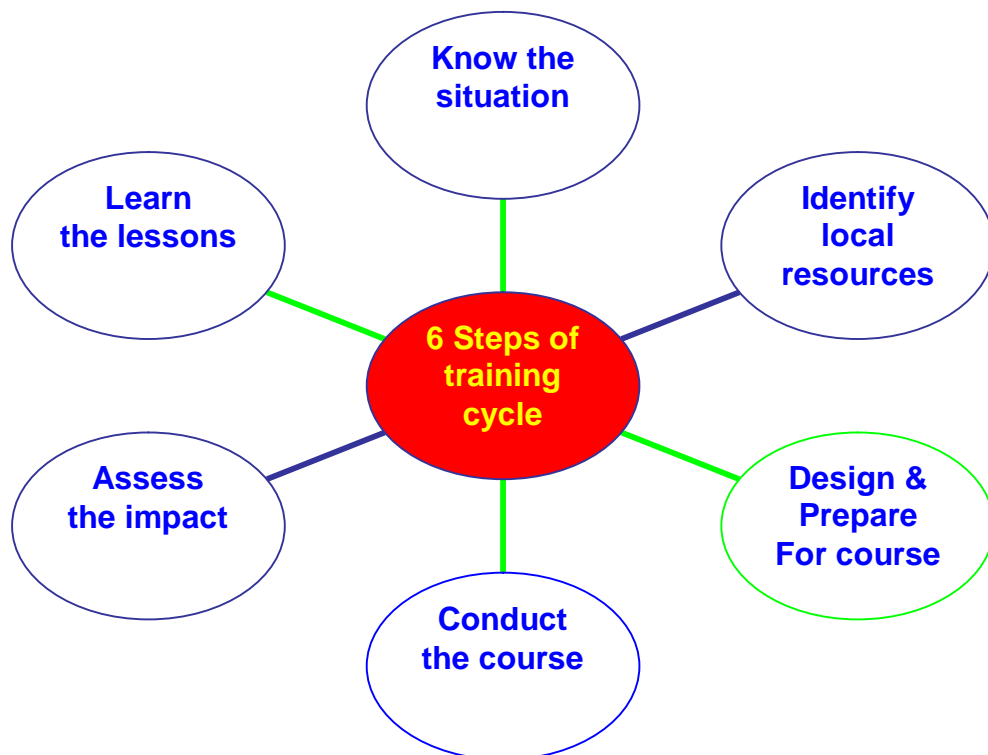 Know the
situation
Identify
local
resources
Design &
Prepare
For course
Conduct
the course
Assess
the impact
Learn
the lessons
6 Steps of
training
cycle